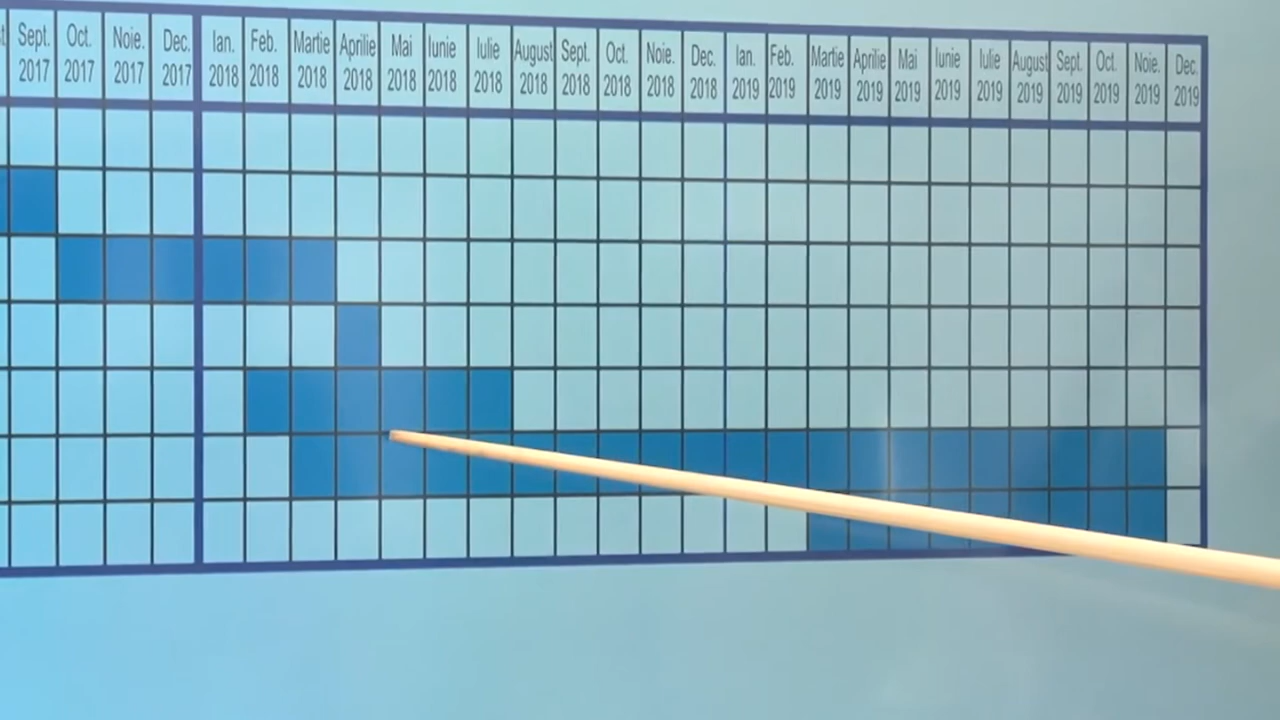 Sept. Oct. Noie. Dec. Ian. Feb. Martie Aprilie Mai Iunie Iulie August Sept. Oct. Noie. Dec. Ian. Feb. Martie Aprilie Mai Iunie Iulie August Sept. Oct. Noie. Dec.
2017 2017 2017 2017 2018 2018 2018 2018 2018 2018 2018 2018 2018 2018 2018 2018 2019 2019 2019 2019 2019 2019 2019 2019 2019 2019 2019 2019